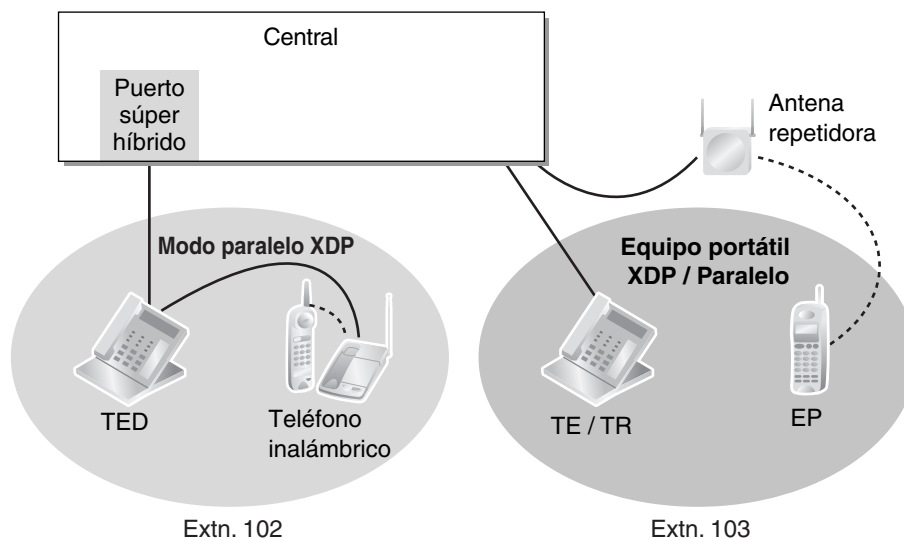 Central
Puerto
súper
híbrido
Antena
repetidora
Modo paralelo XDP
Equipo portátil
XDP / Paralelo
TED
Teléfono
inalámbrico
TE / TR
EP
Extn. 102
Extn. 103